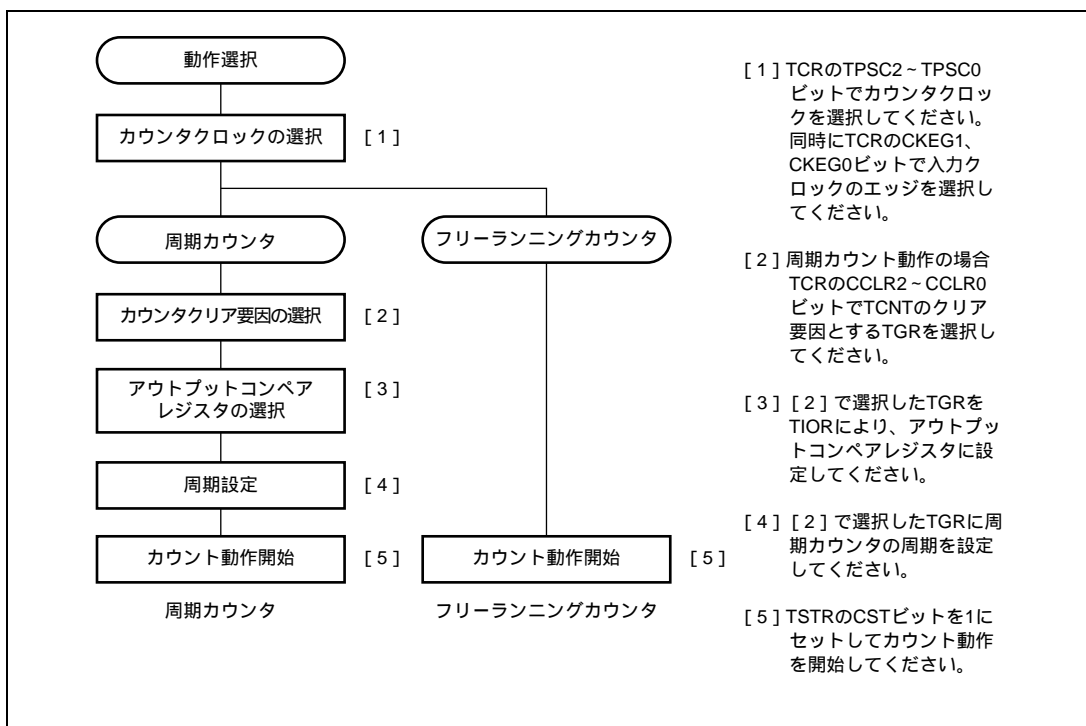 動作選択
カウンタクロックの選択 [1]
周期カウンタ
フリーランニングカウンタ
カウンタクリア要因の選択 [2]
アウトプットコンペア
レジスタの選択
[3]
周期設定 [4]
カウント動作開始 [5]
カウント動作開始 [5]
周期カウンタ
フリーランニングカウンタ
[1]TCRのTPSC2~TPSC0
ビットでカウンタクロッ
クを選択してください。
同時にTCRのCKEG1、
CKEG0ビットで入力ク
ロックのエッジを選択し
てください。
[2]周期カウント動作の場合
TCRのCCLR2~CCLR0
ビットでTCNTのクリア
要因とするTGRを選択し
てください。
[3][2]で選択したTGRを
TIORにより、アウトプッ
トコンペアレジスタに設
定してください。
[4][2]で選択したTGRに周
期カウンタの周期を設定
してください。
[5]TSTRのCSTビットを1に
セットしてカウント動作
を開始してください。